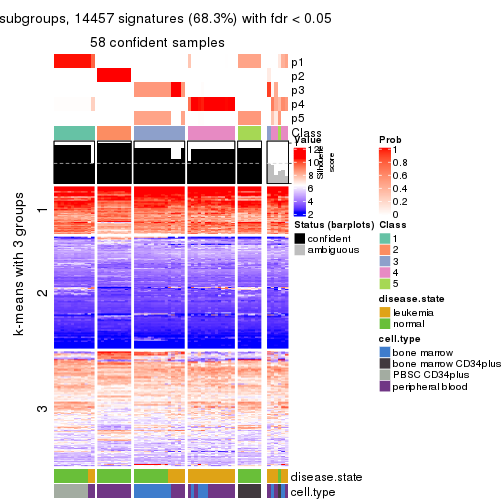 subgroups, 14457 signatures (68.3%) with fdr < 0.05
58 confident samples
p1
p2
p3
p4
p5
Class
k-means with 3 groups
1
2
3
Value
12
10
8
6
4
2
Silhouette
score
Prob
1
0.8
0.6
0.4
0.2
0
Status (barplots)
confident
ambiguous
Class
1
2
3
4
5
disease.state
leukemia
normal
cell.type
bone marrow
bone marrow CD34plus
PBSC CD34plus
peripheral blood
disease.state
cell.type